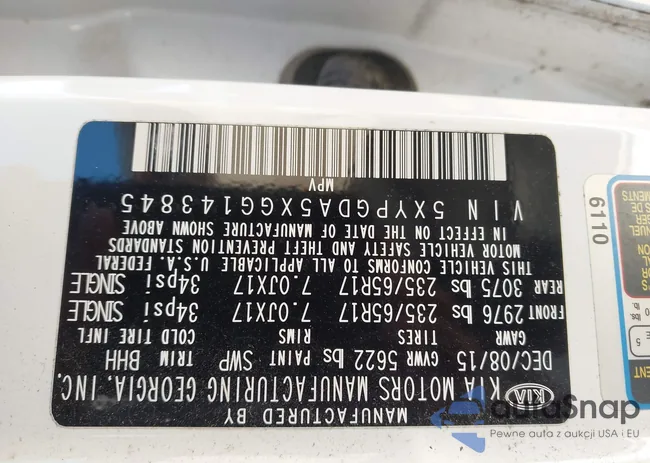 MANUFACTURED BY
KIA KIA MOTORS MANUFACTURING GEORGIA, INC.
DEC/08/15 GVWR 5622 lbs PAINT SWP TRIM BHH
GAWR TIRES RIMS COLD TIRE INFL
FRONT 2976 lbs 235/65R17 7.0JX17 34psi SINGLE
REAR 3075 lbs 235/65R17 7.0JX17 34psi SINGLE
THIS VEHICLE CONFORMS TO ALL APPLICABLE U.S.A. FEDERAL
MOTOR VEHICLE SAFETY AND THEFT PREVENTION STANDARDS
IN EFFECT ON THE DATE OF MANUFACTURE SHOWN ABOVE
VIN 5XYPGDA5XGG143845
MPV
6110
autaSnap
Pewne auta z aukcji USA i EU